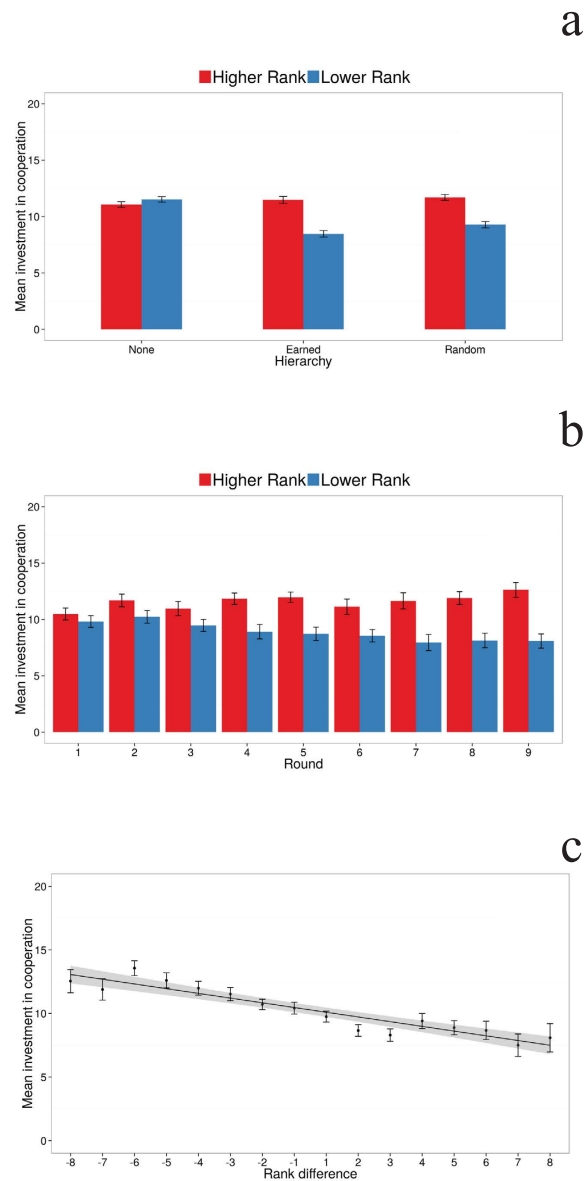 a
Higher Rank Lower Rank
Mean investment in cooperation
20
15
10
5
0
None Earned Random
Hierarchy
b
Higher Rank Lower Rank
Mean investment in cooperation
20
15
10
5
0
1 2 3 4 5 6 7 8 9
Round
c
Mean investment in cooperation
20
15
10
5
0
-8 -7 -6 -5 -4 -3 -2 -1 1 2 3 4 5 6 7 8
Rank difference